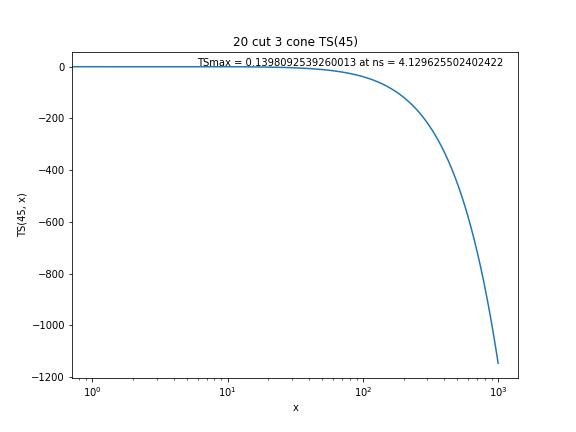 20 cut 3 cone TS(45)
TSmax = 0.1398092539260013 at ns = 4.129625502402422
0
−200
−400
−600
−800
−1000
−1200
TS(45, x)
10⁰ 10¹ 10² 10³
x